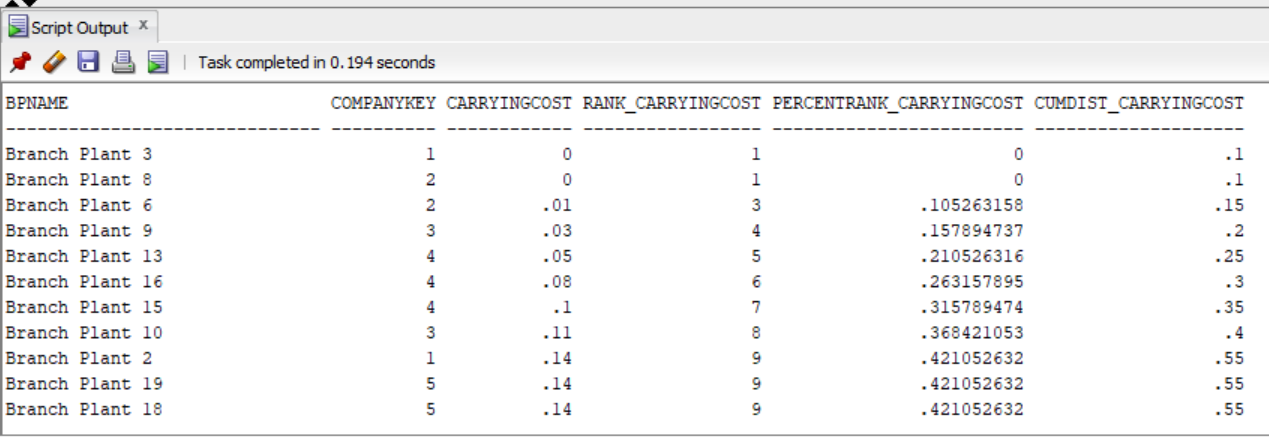 Script Output x
Task completed in 0.194 seconds
BPNAME COMPANYKEY CARRYINGCOST RANK_CARRYINGCOST PERCENTRANK_CARRYINGCOST CUMDIST_CARRYINGCOST
------------------------------ ---------- ------------ ----------------- ------------------------ --------------------
Branch Plant 3 1 0 1 0 .1
Branch Plant 8 2 0 1 0 .1
Branch Plant 6 2 .01 3 .105263158 .15
Branch Plant 9 3 .03 4 .157894737 .2
Branch Plant 13 4 .05 5 .210526316 .25
Branch Plant 16 4 .08 6 .263157895 .3
Branch Plant 15 4 .1 7 .315789474 .35
Branch Plant 10 3 .11 8 .368421053 .4
Branch Plant 2 1 .14 9 .421052632 .55
Branch Plant 19 5 .14 9 .421052632 .55
Branch Plant 18 5 .14 9 .421052632 .55